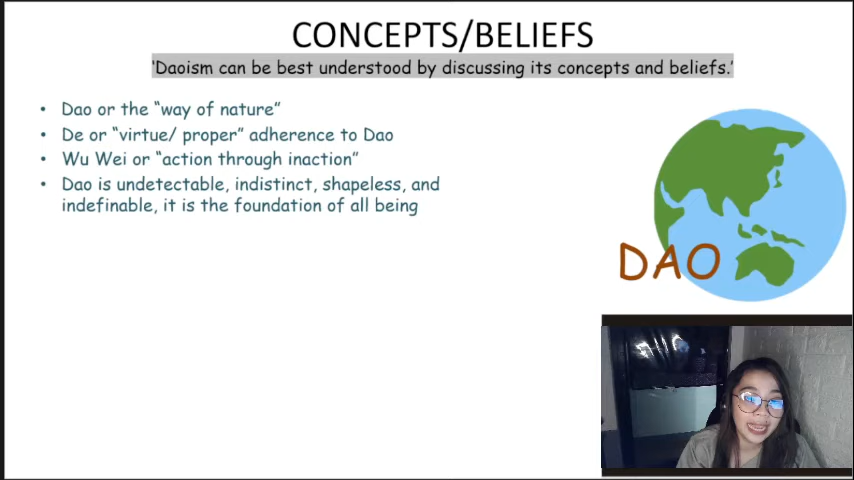 CONCEPTS/BELIEFS
'Daoism can be best understood by discussing its concepts and beliefs.'
• Dao or the "way of nature"
• De or "virtue/ proper" adherence to Dao
• Wu Wei or "action through inaction"
• Dao is undetectable, indistinct, shapeless, and
indefinable, it is the foundation of all being
DAO